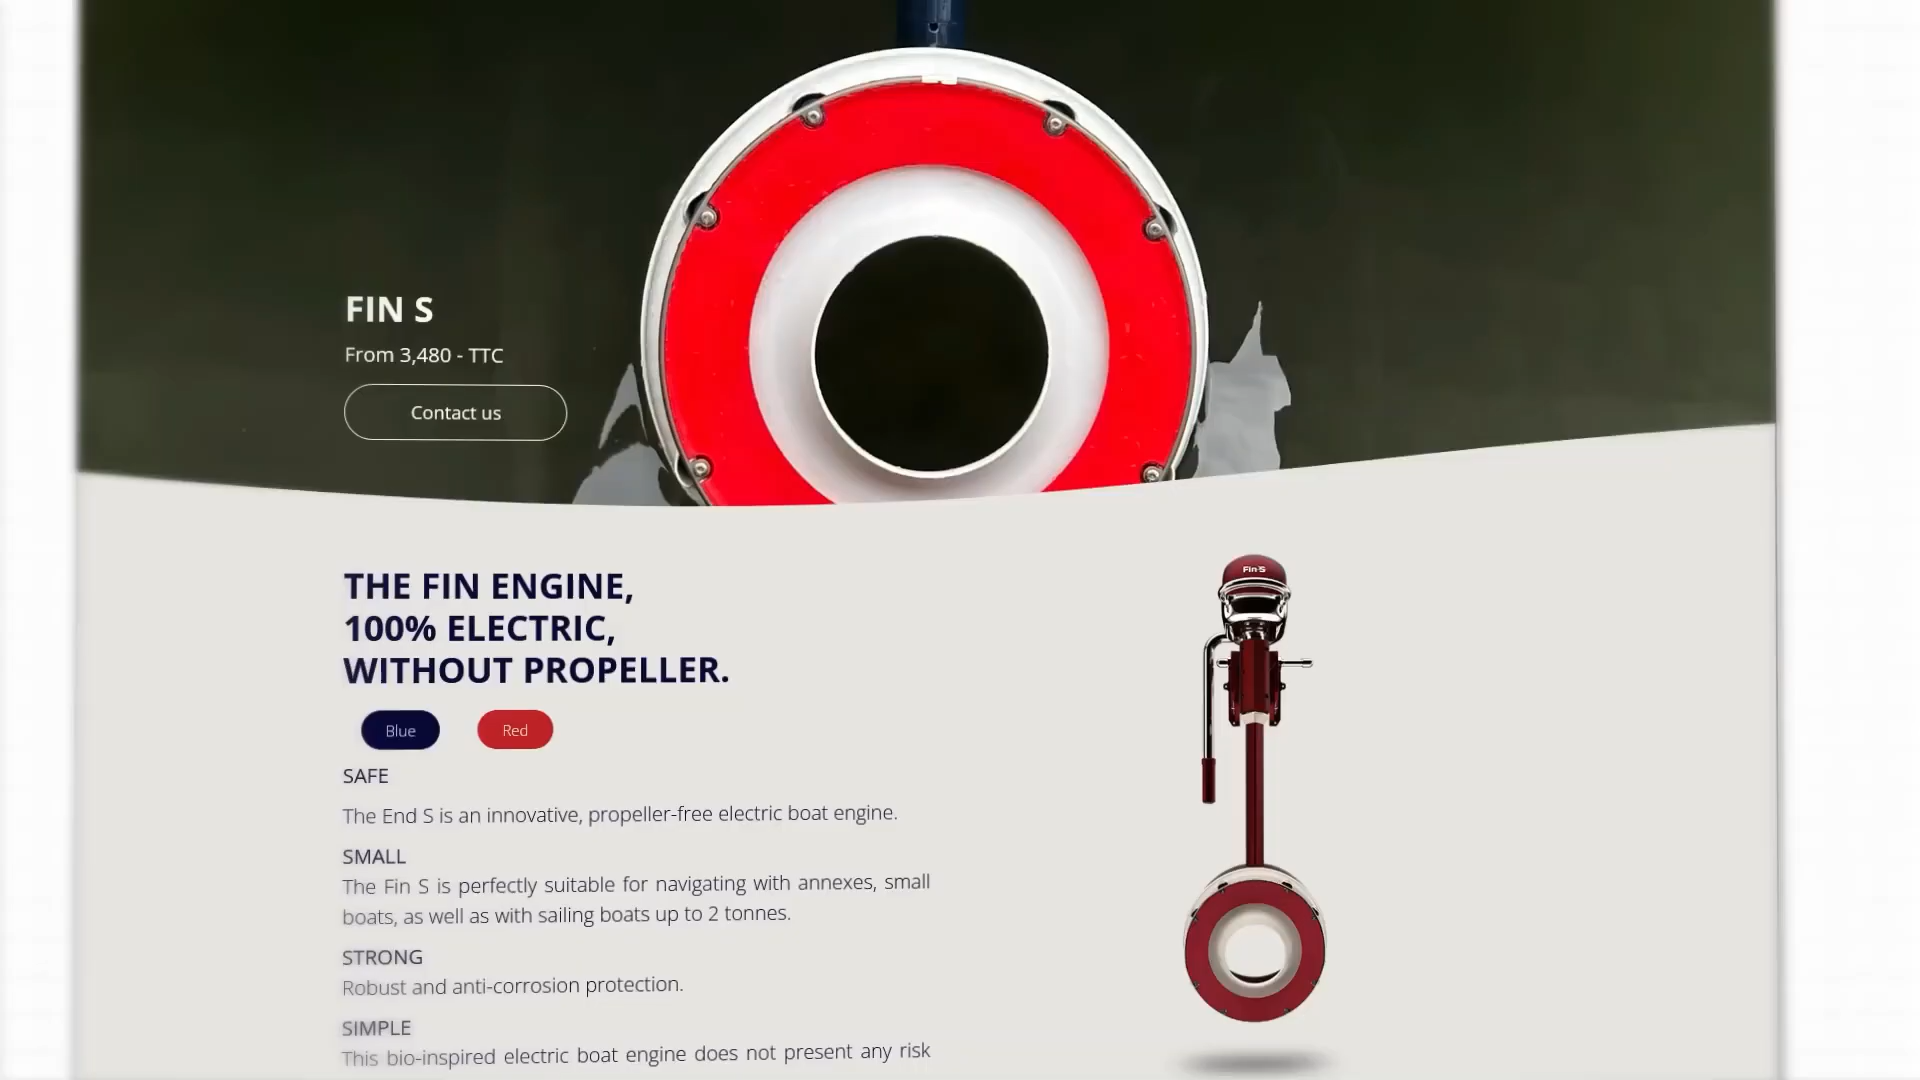 FIN S
From 3,480 - TTC
Contact us
THE FIN ENGINE,
100% ELECTRIC,
WITHOUT PROPELLER.
Blue
Red
SAFE
The End S is an innovative, propeller-free electric boat engine.
SMALL
The Fin S is perfectly suitable for navigating with annexes, small
boats, as well as with sailing boats up to 2 tonnes.
STRONG
Robust and anti-corrosion protection.
SIMPLE
This bio-inspired electric boat engine does not present any risk
Fin·S